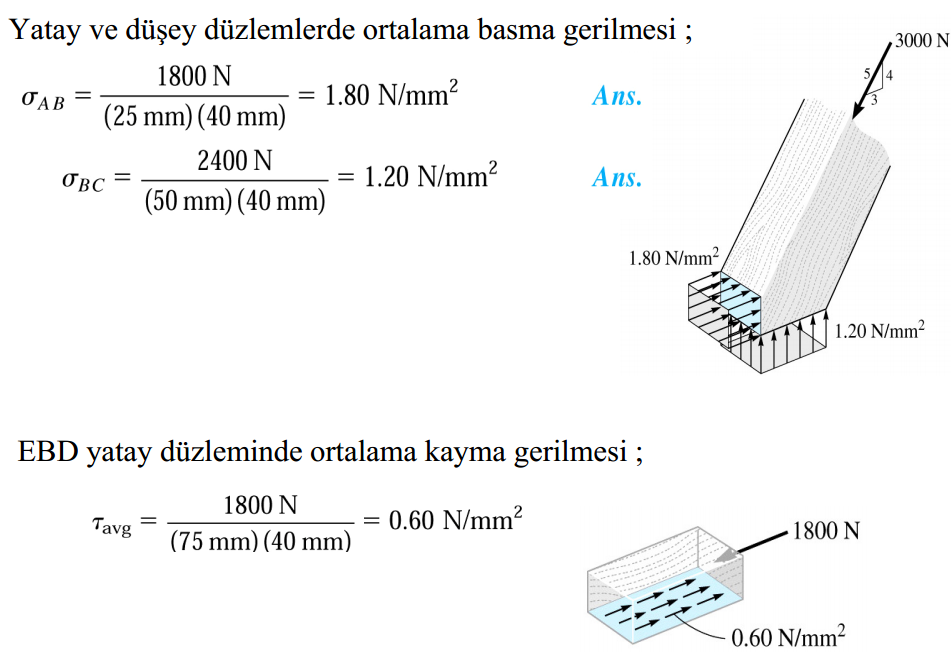 Yatay ve düşey düzlemlerde ortalama basma gerilmesi ;
σAB = 1800 N / (25 mm) (40 mm) = 1.80 N/mm² Ans.
σBC = 2400 N / (50 mm) (40 mm) = 1.20 N/mm² Ans.
3000 N
5
4
3
1.80 N/mm²
1.20 N/mm²
EBD yatay düzleminde ortalama kayma gerilmesi ;
τavg = 1800 N / (75 mm) (40 mm) = 0.60 N/mm²
1800 N
0.60 N/mm²